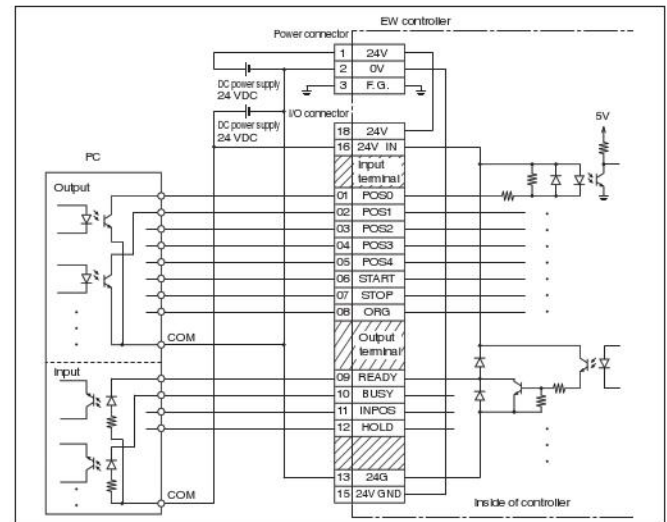 EW controller
Power connector
1 24V
2 0V
3 F.G.
DC power supply
24 VDC
I/O connector
DC power supply
24 VDC
18 24V
16 24V IN
5V
PC
Input
terminal
Output
01 POS0
02 POS1
03 POS2
04 POS3
05 POS4
06 START
07 STOP
08 ORG
COM
Output
terminal
Input
09 READY
10 BUSY
11 INPOS
12 HOLD
13 24G
COM
15 24V GND
Inside of controller